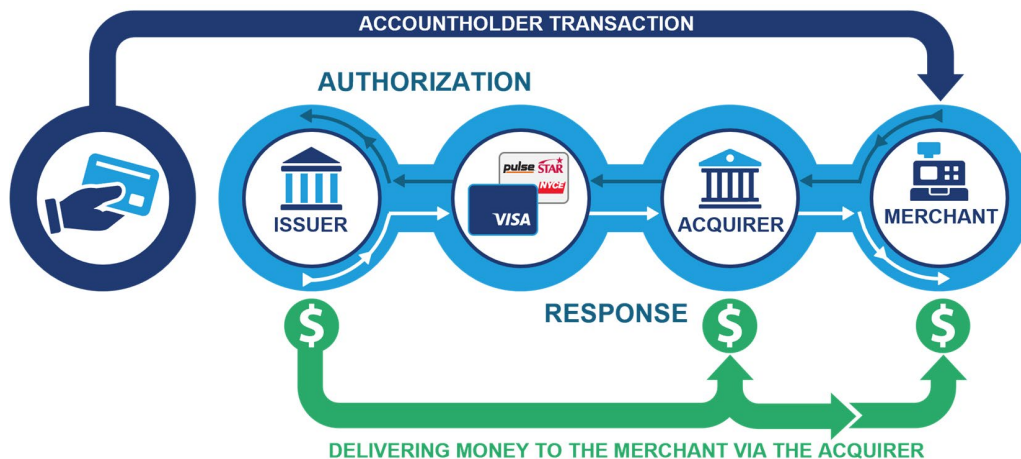 ACCOUNTHOLDER TRANSACTION
AUTHORIZATION
pulse STAR
NYCE
VISA
ISSUER
ACQUIRER
MERCHANT
RESPONSE
$ $ $
DELIVERING MONEY TO THE MERCHANT VIA THE ACQUIRER